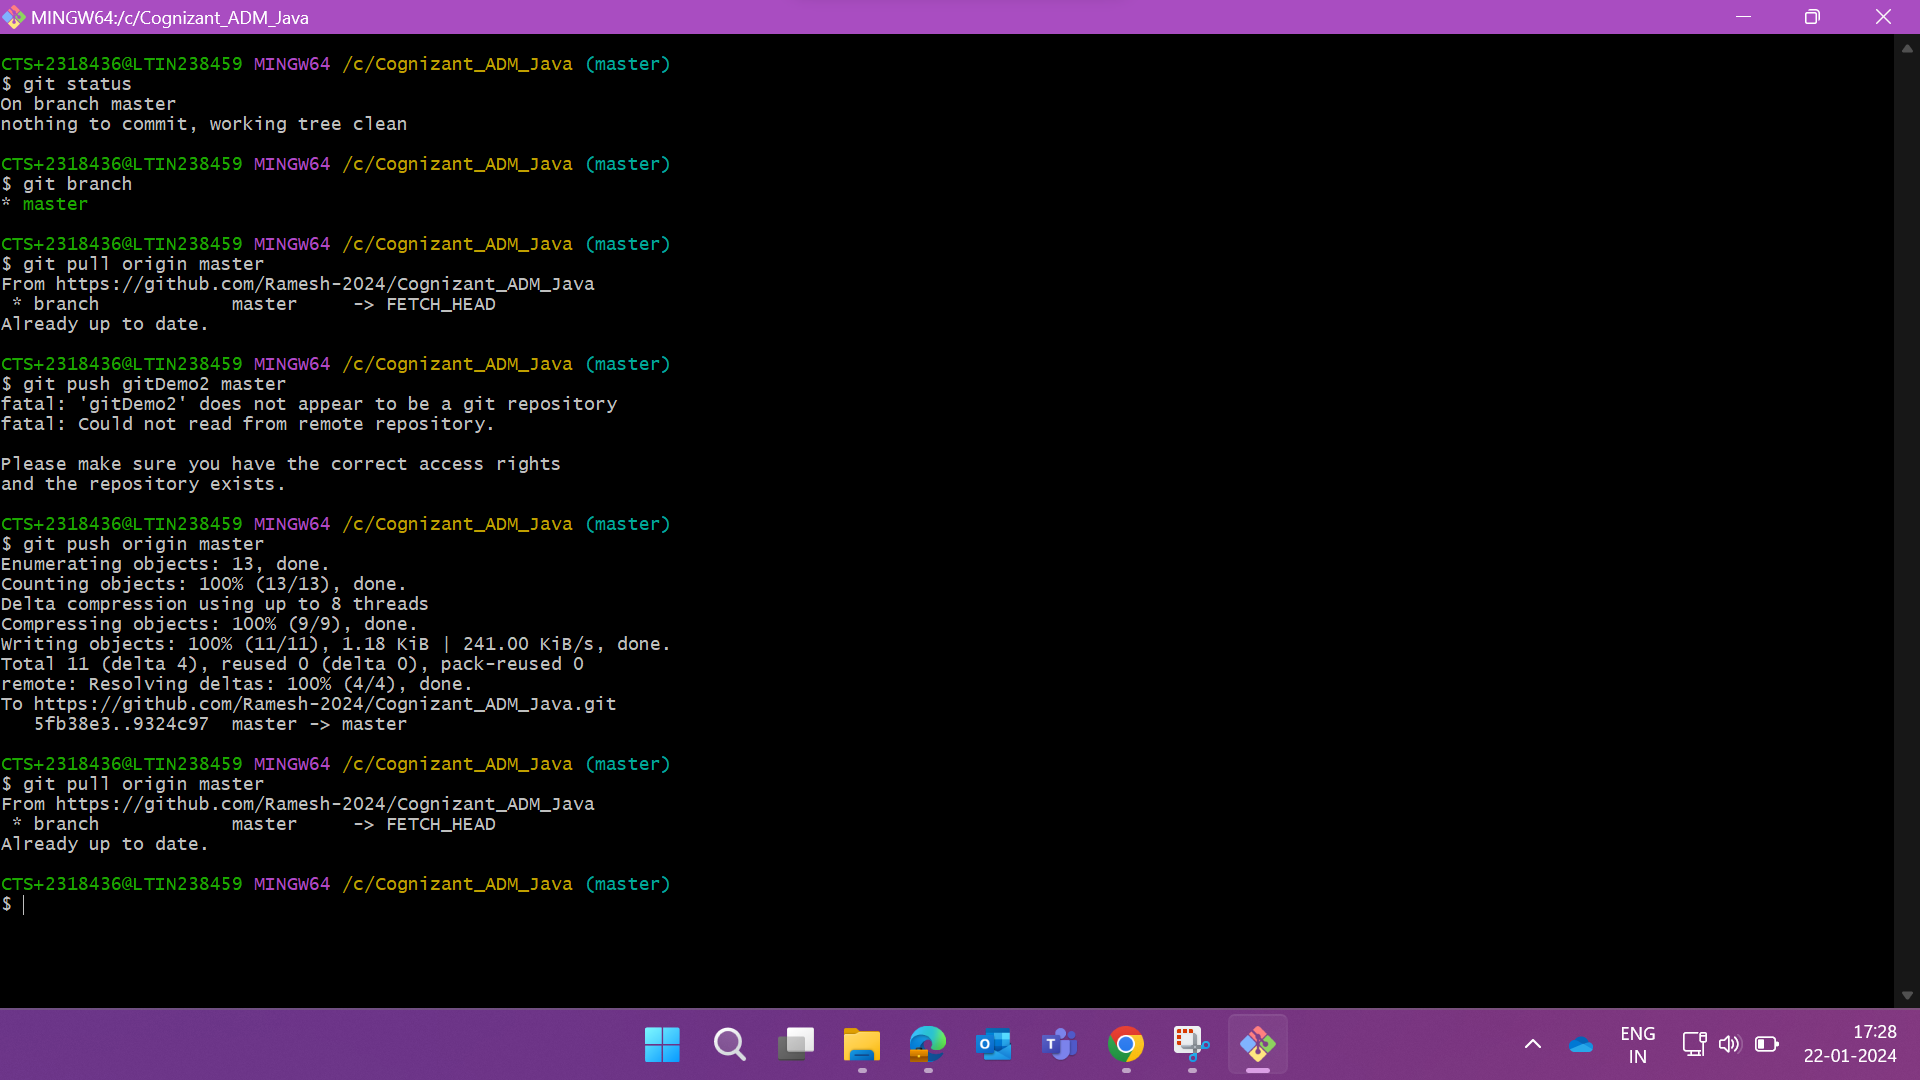 MINGW64:/c/Cognizant_ADM_Java
CTS+2318436@LTIN238459 MINGW64 /c/Cognizant_ADM_Java (master)
$ git status
On branch master
nothing to commit, working tree clean
CTS+2318436@LTIN238459 MINGW64 /c/Cognizant_ADM_Java (master)
$ git branch
* master
CTS+2318436@LTIN238459 MINGW64 /c/Cognizant_ADM_Java (master)
$ git pull origin master
From https://github.com/Ramesh-2024/Cognizant_ADM_Java
 * branch            master     -> FETCH_HEAD
Already up to date.
CTS+2318436@LTIN238459 MINGW64 /c/Cognizant_ADM_Java (master)
$ git push gitDemo2 master
fatal: 'gitDemo2' does not appear to be a git repository
fatal: Could not read from remote repository.
Please make sure you have the correct access rights
and the repository exists.
CTS+2318436@LTIN238459 MINGW64 /c/Cognizant_ADM_Java (master)
$ git push origin master
Enumerating objects: 13, done.
Counting objects: 100% (13/13), done.
Delta compression using up to 8 threads
Compressing objects: 100% (9/9), done.
Writing objects: 100% (11/11), 1.18 KiB | 241.00 KiB/s, done.
Total 11 (delta 4), reused 0 (delta 0), pack-reused 0
remote: Resolving deltas: 100% (4/4), done.
To https://github.com/Ramesh-2024/Cognizant_ADM_Java.git
   5fb38e3..9324c97  master -> master
CTS+2318436@LTIN238459 MINGW64 /c/Cognizant_ADM_Java (master)
$ git pull origin master
From https://github.com/Ramesh-2024/Cognizant_ADM_Java
 * branch            master     -> FETCH_HEAD
Already up to date.
CTS+2318436@LTIN238459 MINGW64 /c/Cognizant_ADM_Java (master)
$
ENG
IN
17:28
22-01-2024